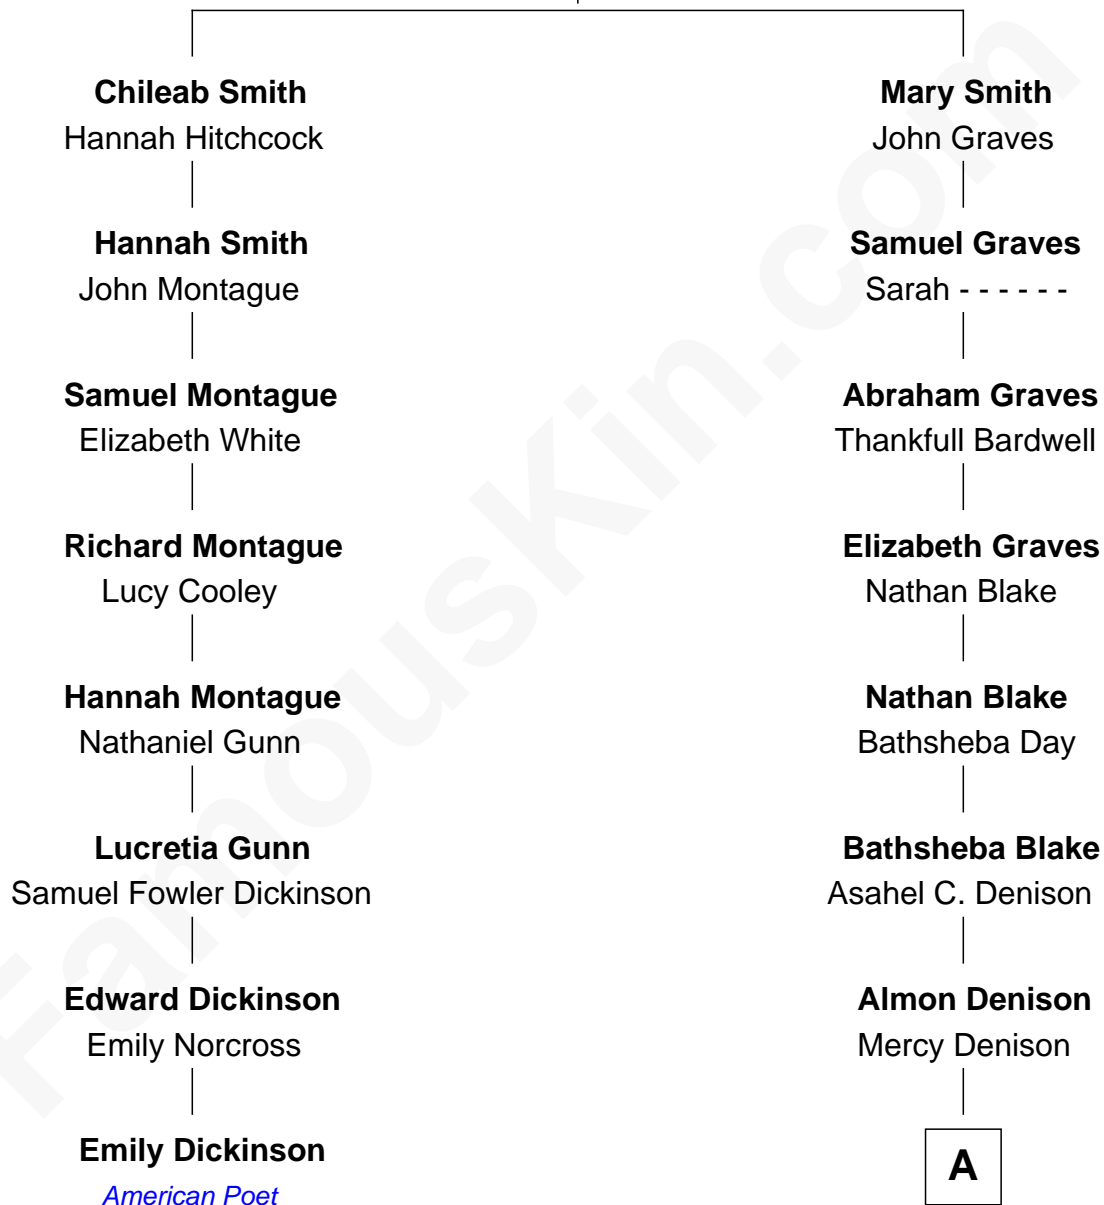 Chileab Smith
Hannah Hitchcock
Mary Smith
John Graves
Hannah Smith
John Montague
Samuel Graves
Sarah - - - - - -
Samuel Montague
Elizabeth White
Abraham Graves
Thankfull Bardwell
Richard Montague
Lucy Cooley
Elizabeth Graves
Nathan Blake
Hannah Montague
Nathaniel Gunn
Nathan Blake
Bathsheba Day
Lucretia Gunn
Samuel Fowler Dickinson
Bathsheba Blake
Asahel C. Denison
Edward Dickinson
Emily Norcross
Almon Denison
Mercy Denison
Emily Dickinson
American Poet
A
FamousKin.com